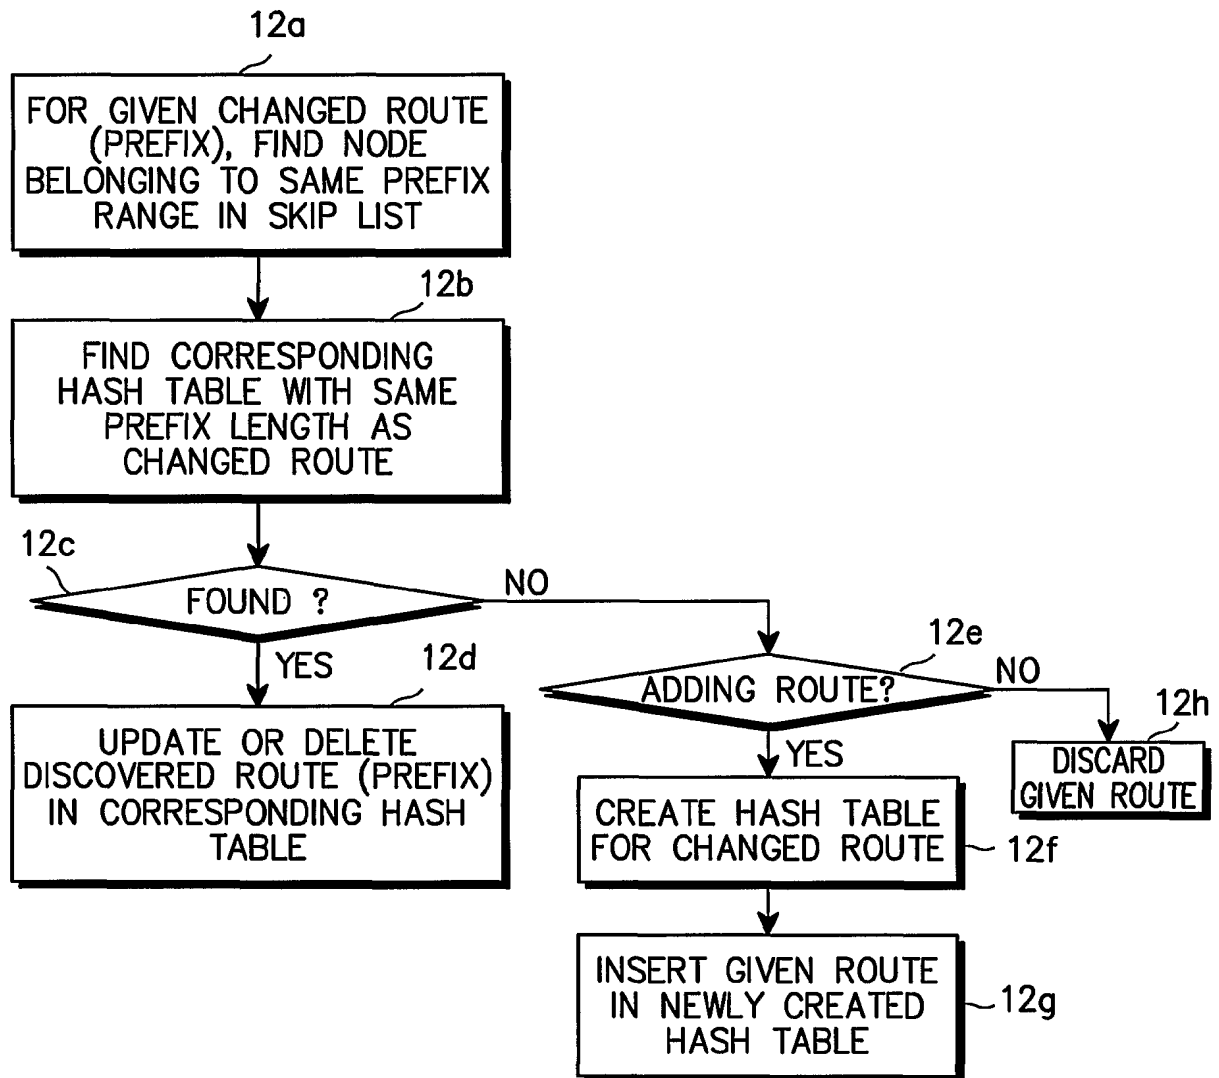 12a
FOR GIVEN CHANGED ROUTE
(PREFIX), FIND NODE
BELONGING TO SAME PREFIX
RANGE IN SKIP LIST
12b
FIND CORRESPONDING
HASH TABLE WITH SAME
PREFIX LENGTH AS
CHANGED ROUTE
12c
FOUND ?
NO
YES
12d
UPDATE OR DELETE
DISCOVERED ROUTE (PREFIX)
IN CORRESPONDING HASH
TABLE
12e
ADDING ROUTE?
NO
YES
12h
DISCARD
GIVEN ROUTE
CREATE HASH TABLE
FOR CHANGED ROUTE
12f
INSERT GIVEN ROUTE
IN NEWLY CREATED
HASH TABLE
12g